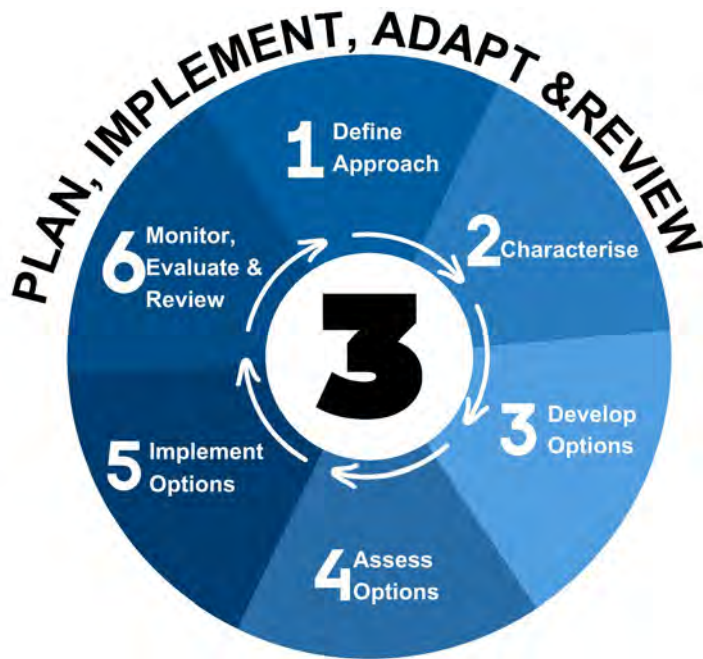 PLAN, IMPLEMENT, ADAPT &REVIEW
1 Define
Approach
2 Characterise
3 Develop
Options
4 Assess
Options
5 Implement
Options
6 Monitor,
Evaluate &
Review
3